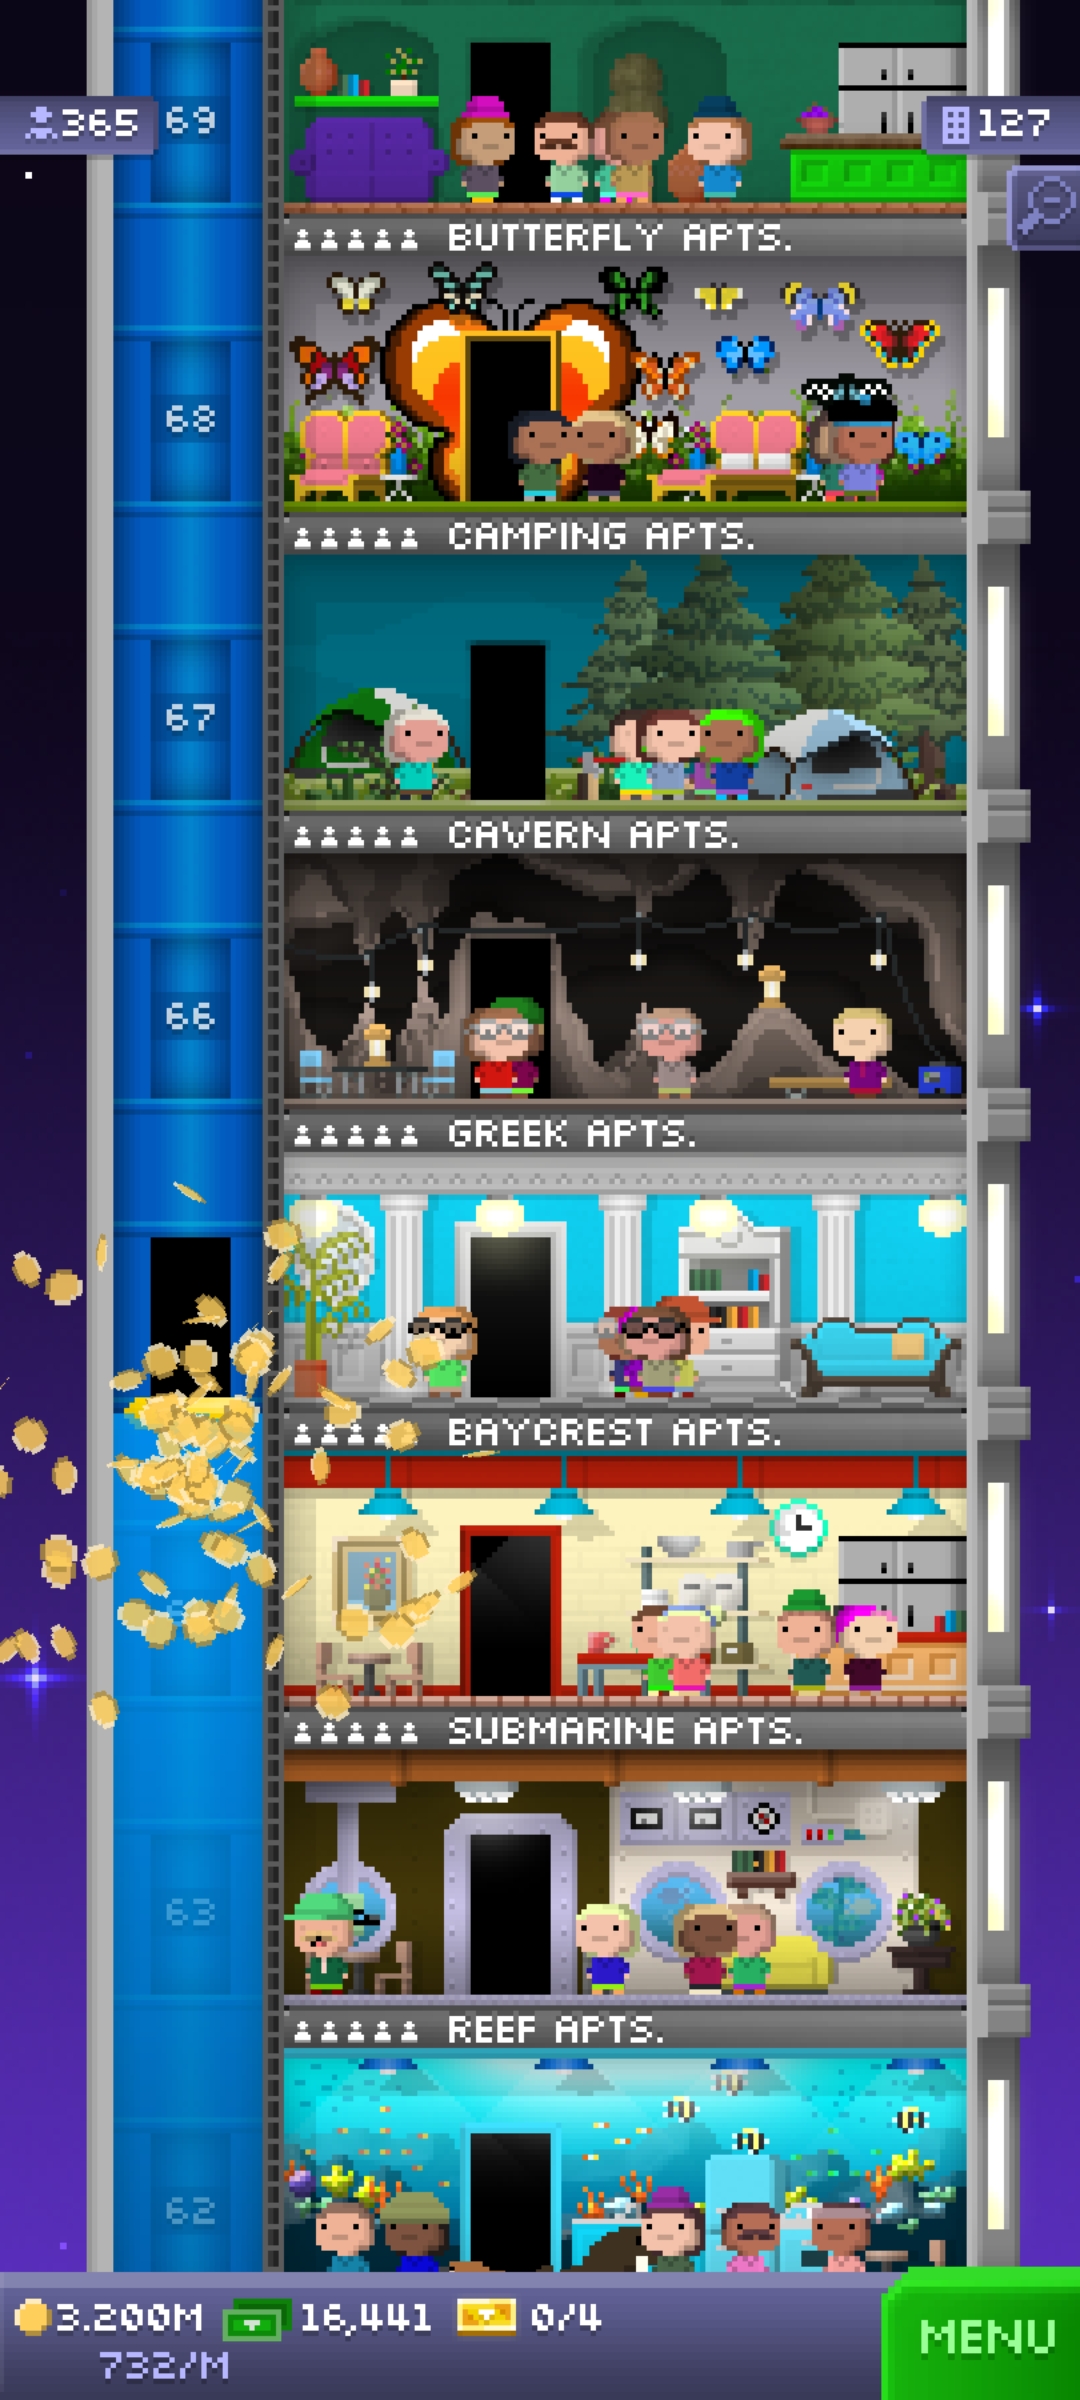 365
69
127
BUTTERFLY APTS.
68
CAMPING APTS.
67
CAVERN APTS.
66
GREEK APTS.
BAYCREST APTS.
SUBMARINE APTS.
63
REEF APTS.
62
3.200M
16,441
0/4
MENU
732/M